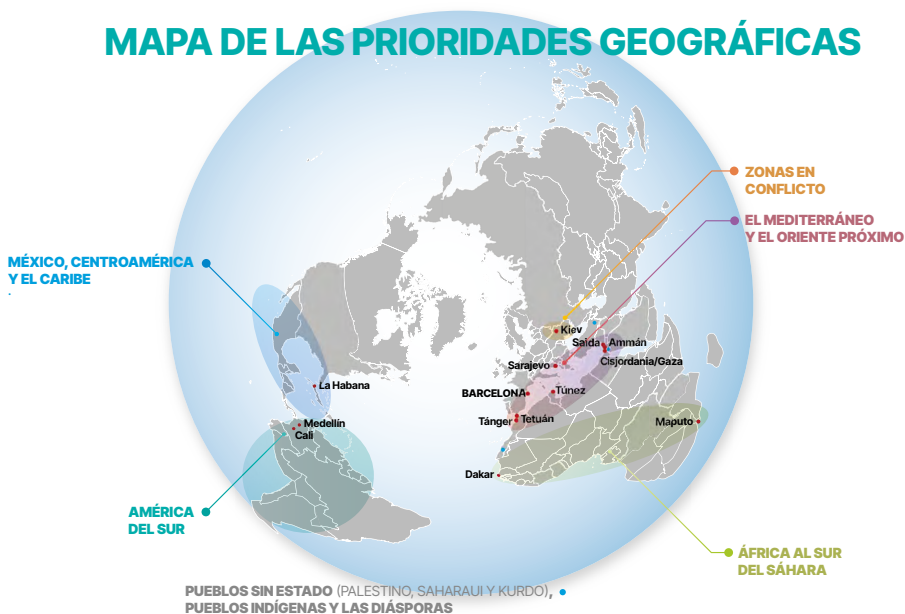 MAPA DE LAS PRIORIDADES GEOGRÁFICAS
ZONAS EN
CONFLICTO
EL MEDITERRÁNEO
Y EL ORIENTE PRÓXIMO
MÉXICO, CENTROAMÉRICA
Y EL CARIBE
.
Kiev
Saida
Ammán
Cisjordania/Gaza
Sarajevo
La Habana
BARCELONA
Túnez
Tánger
Tetuán
Maputo
Medellín
Cali
Dakar
AMÉRICA
DEL SUR
ÁFRICA AL SUR
DEL SÁHARA
PUEBLOS SIN ESTADO (PALESTINO, SAHARAUI Y KURDO),
PUEBLOS INDÍGENAS Y LAS DIÁSPORAS